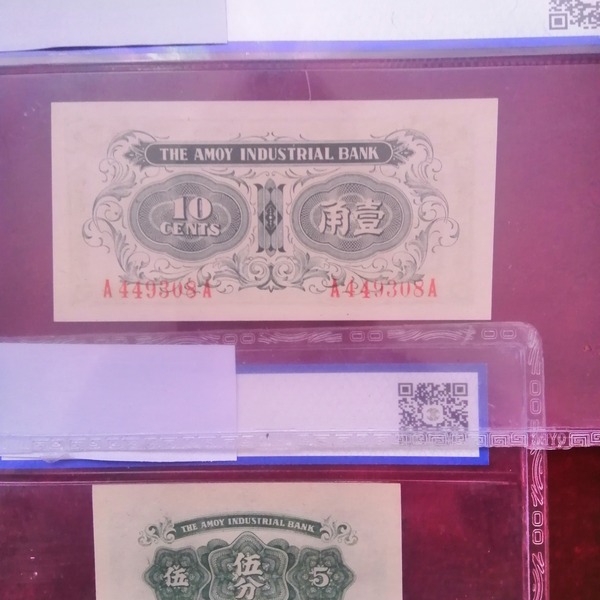 THE AMOY INDUSTRIAL BANK
10
CENTS
角壹
A449308A
A449308A
THE AMOY INDUSTRIAL BANK
伍
伍分
5